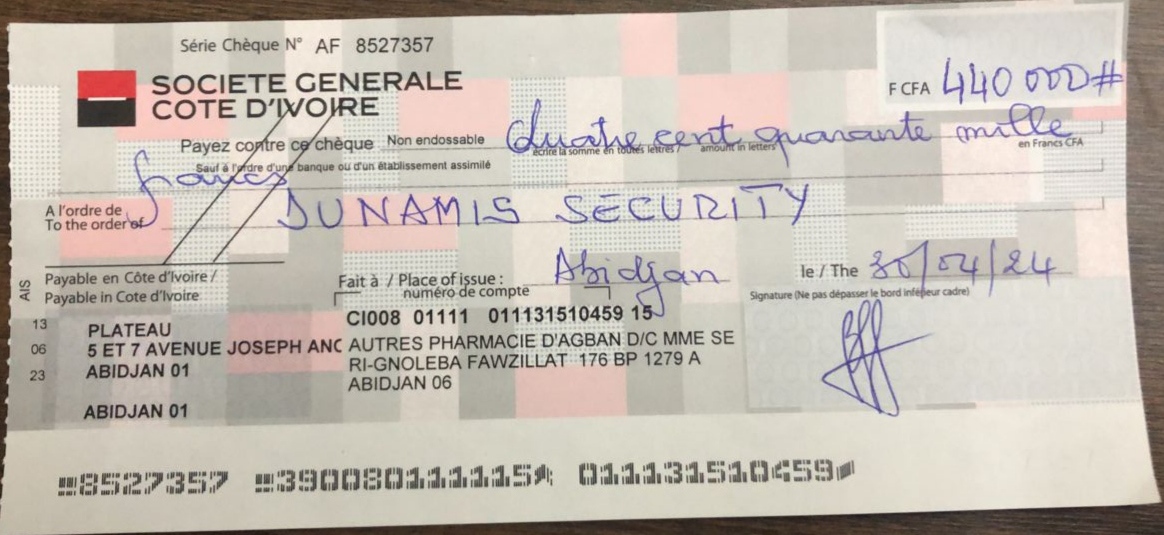 Série Chèque N° AF 8527357
SOCIETE GENERALE
COTE D'IVOIRE
F CFA 440 000#
Payez contre ce chèque Non endossable Quatre cent quarante mille
écrire la somme en toutes lettres / amount in letters
en Francs CFA
Sauf à l'ordre d'une banque ou d'un établissement assimilé
francs
A l'ordre de
To the order of DUNAMIS SECURITY
Payable en Côte d'Ivoire /
Payable in Cote d'Ivoire
Fait à / Place of issue : Abidjan le / The 30/04/24
numéro de compte
Signature (Ne pas dépasser le bord inférieur cadre)
AIS
13
06
23
CI008 01111 011131510459 15
PLATEAU
5 ET 7 AVENUE JOSEPH ANC
ABIDJAN 01
ABIDJAN 01
AUTRES PHARMACIE D'AGBAN D/C MME SE
RI-GNOLEBA FAWZILLAT 176 BP 1279 A
ABIDJAN 06
8527357 390080111115 011131510459